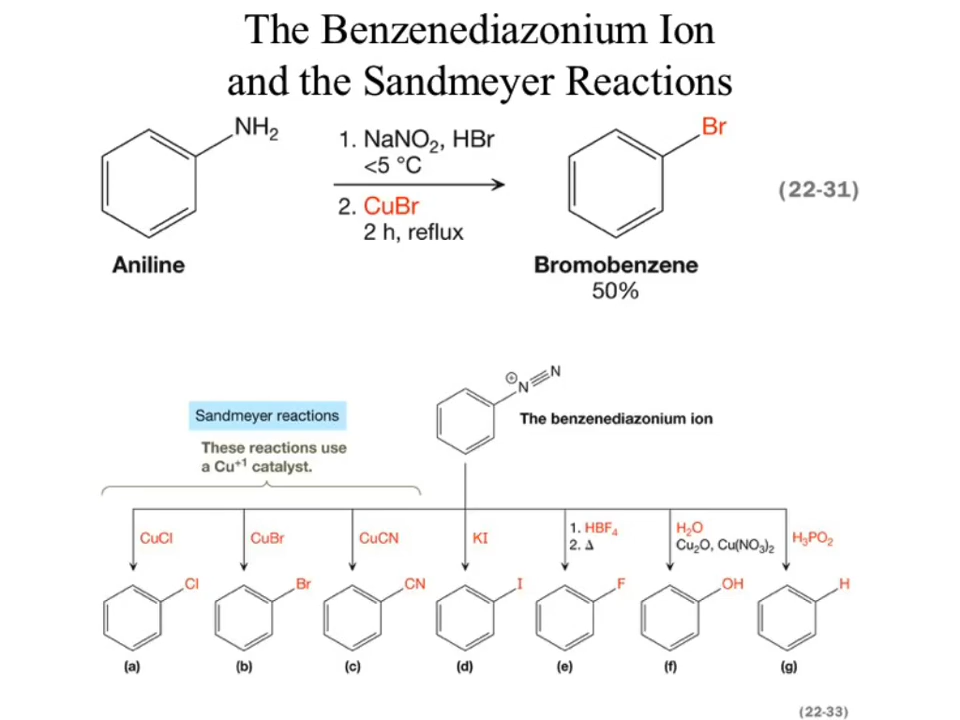 The Benzenediazonium Ion
and the Sandmeyer Reactions
NH₂
1. NaNO₂, HBr
<5 °C
2. CuBr
2 h, reflux
Br
(22-31)
Aniline
Bromobenzene
50%
⊕
N≡N
Sandmeyer reactions
The benzenediazonium ion
These reactions use
a Cu⁺¹ catalyst.
CuCl
CuBr
CuCN
KI
1. HBF₄
2. Δ
H₂O
Cu₂O, Cu(NO₃)₂
H₃PO₂
Cl
Br
CN
I
F
OH
H
(a)
(b)
(c)
(d)
(e)
(f)
(g)
(22-33)